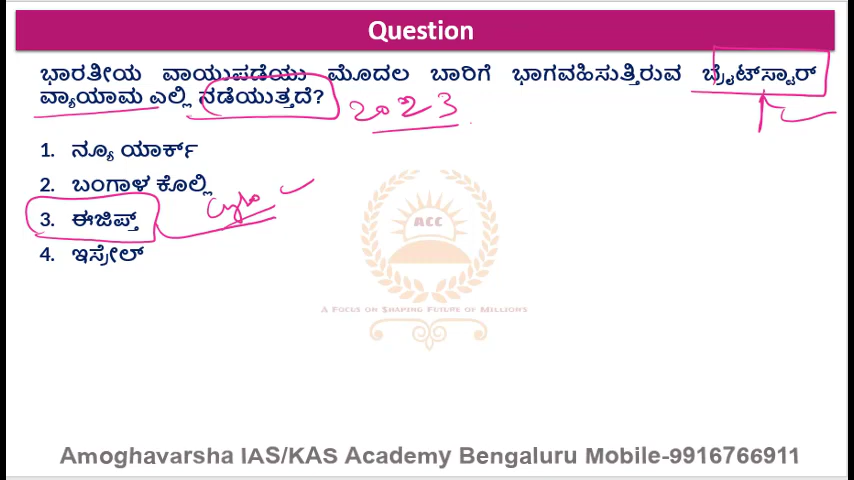 Question
ಭಾರತೀಯ ವಾಯುಪಡೆಯು ಮೊದಲ ಬಾರಿಗೆ ಭಾಗವಹಿಸುತ್ತಿರುವ ಬ್ರೈಟ್‌ಸ್ಟಾರ್
ವ್ಯಾಯಾಮ ಎಲ್ಲಿ ನಡೆಯುತ್ತದೆ?
2023
1. ನ್ಯೂ ಯಾರ್ಕ್
2. ಬಂಗಾಳ ಕೊಲ್ಲಿ
3. ಈಜಿಪ್ತ್
4. ಇಸ್ರೇಲ್
ACC
A Focus on Shaping Future of Millions
Amoghavarsha IAS/KAS Academy Bengaluru Mobile-9916766911